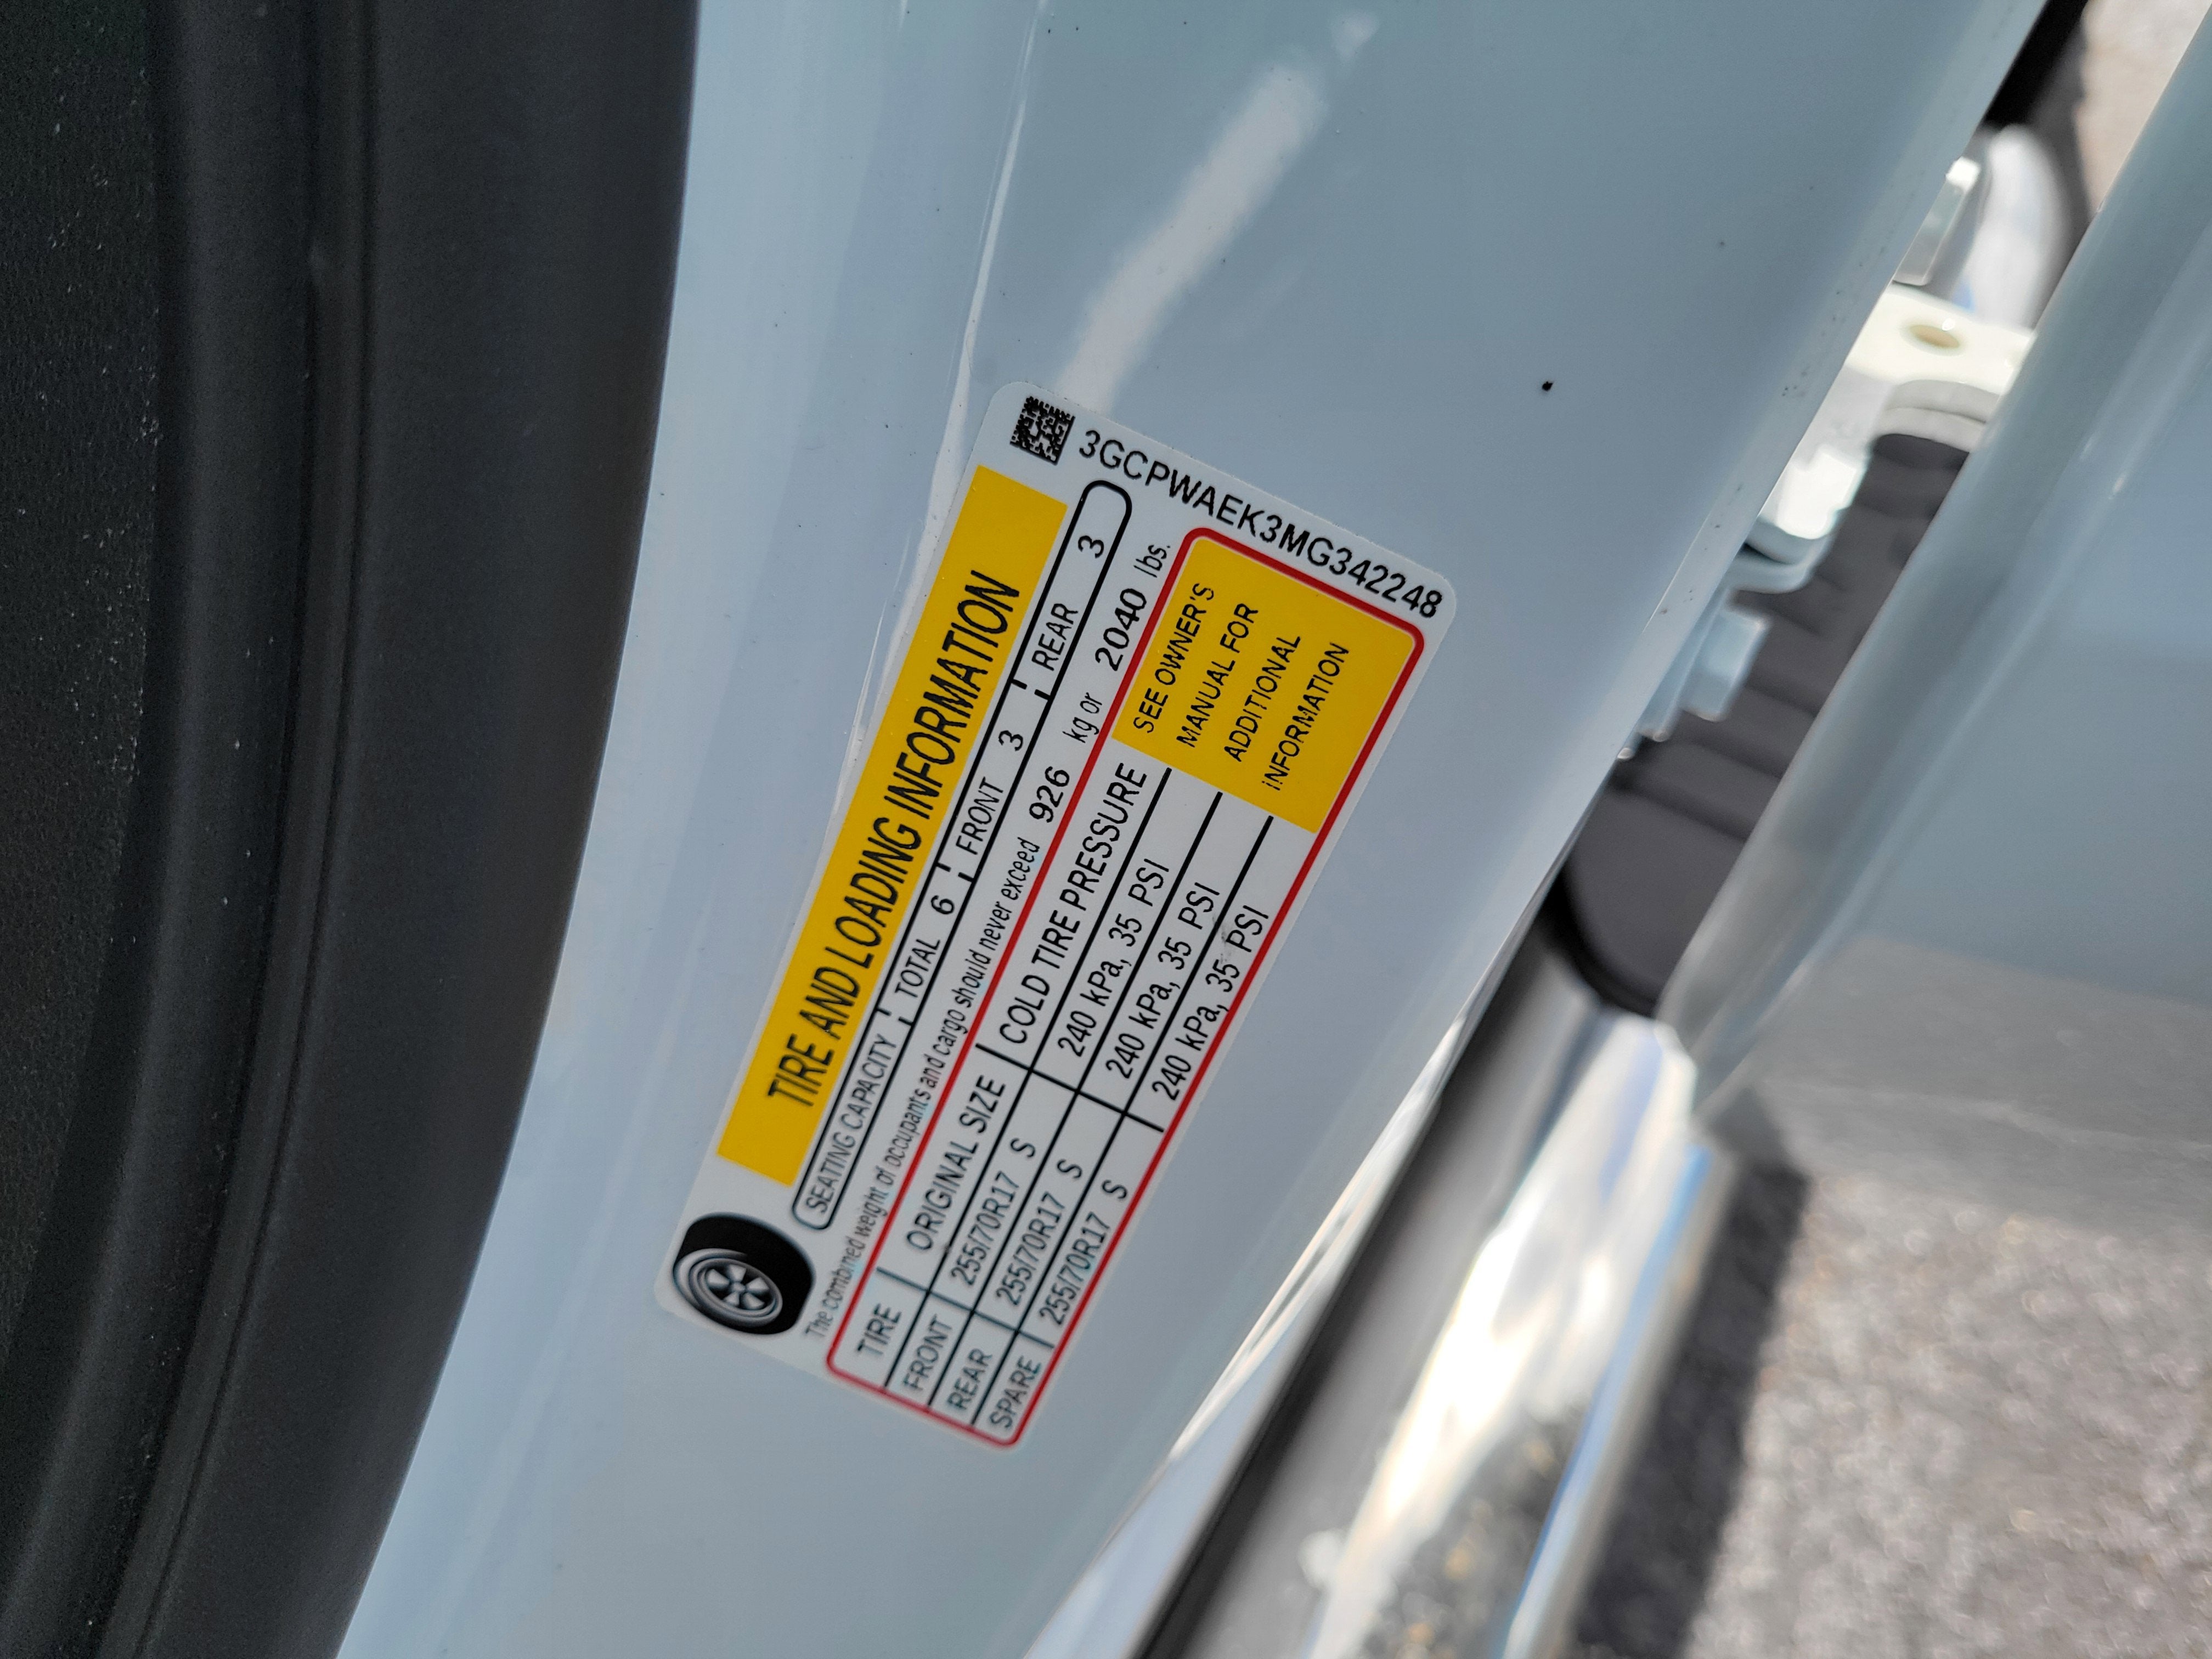 TIRE AND LOADING INFORMATION
SEATING CAPACITY TOTAL 6 FRONT 3 REAR 3
The combined weight of occupants and cargo should never exceed 926 kg or 2040 lbs.
TIRE ORIGINAL SIZE COLD TIRE PRESSURE
FRONT 255/70R17 S 240 kPa, 35 PSI
REAR 255/70R17 S 240 kPa, 35 PSI
SPARE 255/70R17 S 240 kPa, 35 PSI
SEE OWNER'S
MANUAL FOR
ADDITIONAL
INFORMATION
3GCPWAEK3MG342248